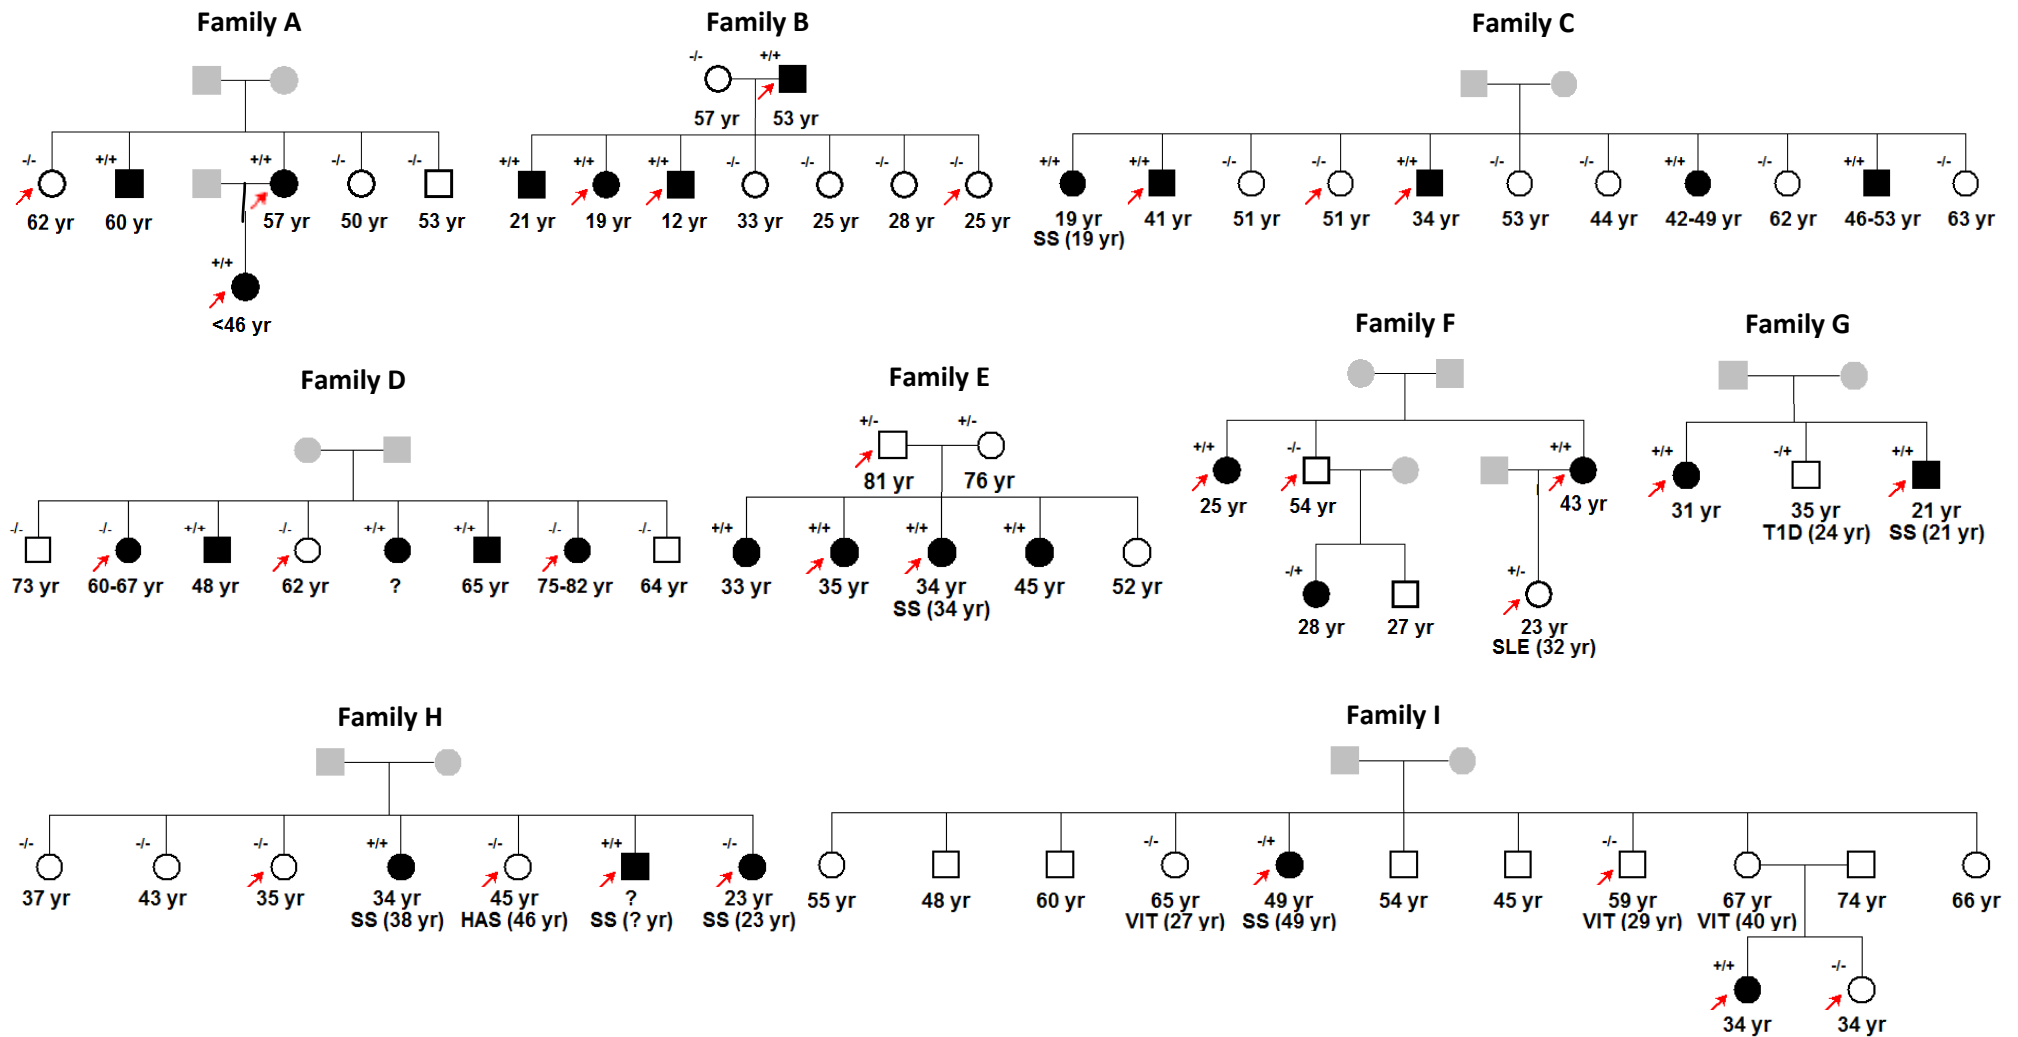 Family A
-/- +/+ +/+ -/- -/-
62 yr 60 yr 57 yr 50 yr 53 yr
+/+
<46 yr
Family B
-/- +/+
57 yr 53 yr
+/+ +/+ +/+ -/- -/- -/- -/-
21 yr 19 yr 12 yr 33 yr 25 yr 28 yr 25 yr
Family C
+/+ +/+ -/- -/- +/+ -/- -/- +/+ -/- +/+ -/-
19 yr 41 yr 51 yr 51 yr 34 yr 53 yr 44 yr 42-49 yr 62 yr 46-53 yr 63 yr
SS (19 yr)
Family D
-/- -/- +/+ -/- +/+ +/+ -/- -/-
73 yr 60-67 yr 48 yr 62 yr ? 65 yr 75-82 yr 64 yr
Family E
+/- +/-
81 yr 76 yr
+/+ +/+ +/+ +/+
33 yr 35 yr 34 yr 45 yr 52 yr
SS (34 yr)
Family F
+/+ -/- +/+
25 yr 54 yr 43 yr
-/+ +/-
28 yr 27 yr 23 yr
SLE (32 yr)
Family G
+/+ -/+ +/+
31 yr 35 yr 21 yr
T1D (24 yr) SS (21 yr)
Family H
-/- -/- -/- +/+ -/- +/+ -/-
37 yr 43 yr 35 yr 34 yr 45 yr ? 23 yr
SS (38 yr) HAS (46 yr) SS (? yr) SS (23 yr)
Family I
-/- -/+ -/-
55 yr 48 yr 60 yr 65 yr 49 yr 54 yr 45 yr 59 yr 67 yr 74 yr 66 yr
VIT (27 yr) SS (49 yr) VIT (29 yr) VIT (40 yr)
+/+ -/-
34 yr 34 yr